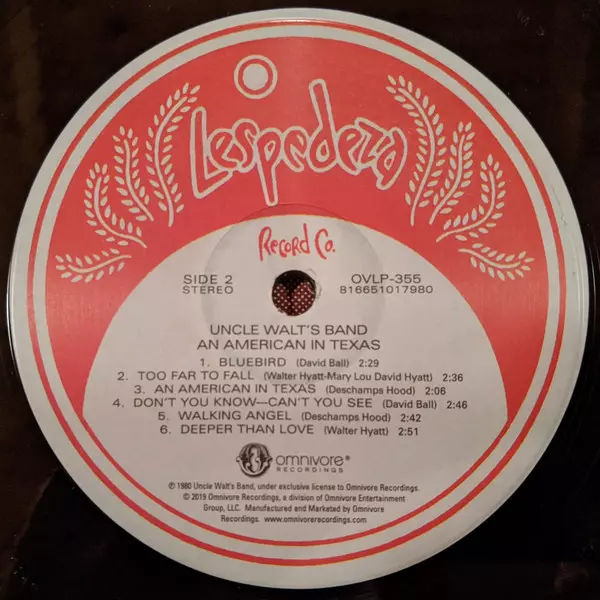 Lespedeza
Record Co.
SIDE 2
STEREO
OVLP-355
816651017980
UNCLE WALT'S BAND
AN AMERICAN IN TEXAS
1. BLUEBIRD (David Ball) 2:29
2. TOO FAR TO FALL (Walter Hyatt-Mary Lou David Hyatt) 2:36
3. AN AMERICAN IN TEXAS (Deschamps Hood) 2:06
4. DON'T YOU KNOW—CAN'T YOU SEE (David Ball) 2:46
5. WALKING ANGEL (Deschamps Hood) 2:42
6. DEEPER THAN LOVE (Walter Hyatt) 2:51
omnivore®
RECORDINGS
℗ 1980 Uncle Walt's Band, under exclusive license to Omnivore Recordings.
© 2019 Omnivore Recordings, a division of Omnivore Entertainment
Group, LLC. Manufactured and Marketed by Omnivore
Recordings. www.omnivorerecordings.com